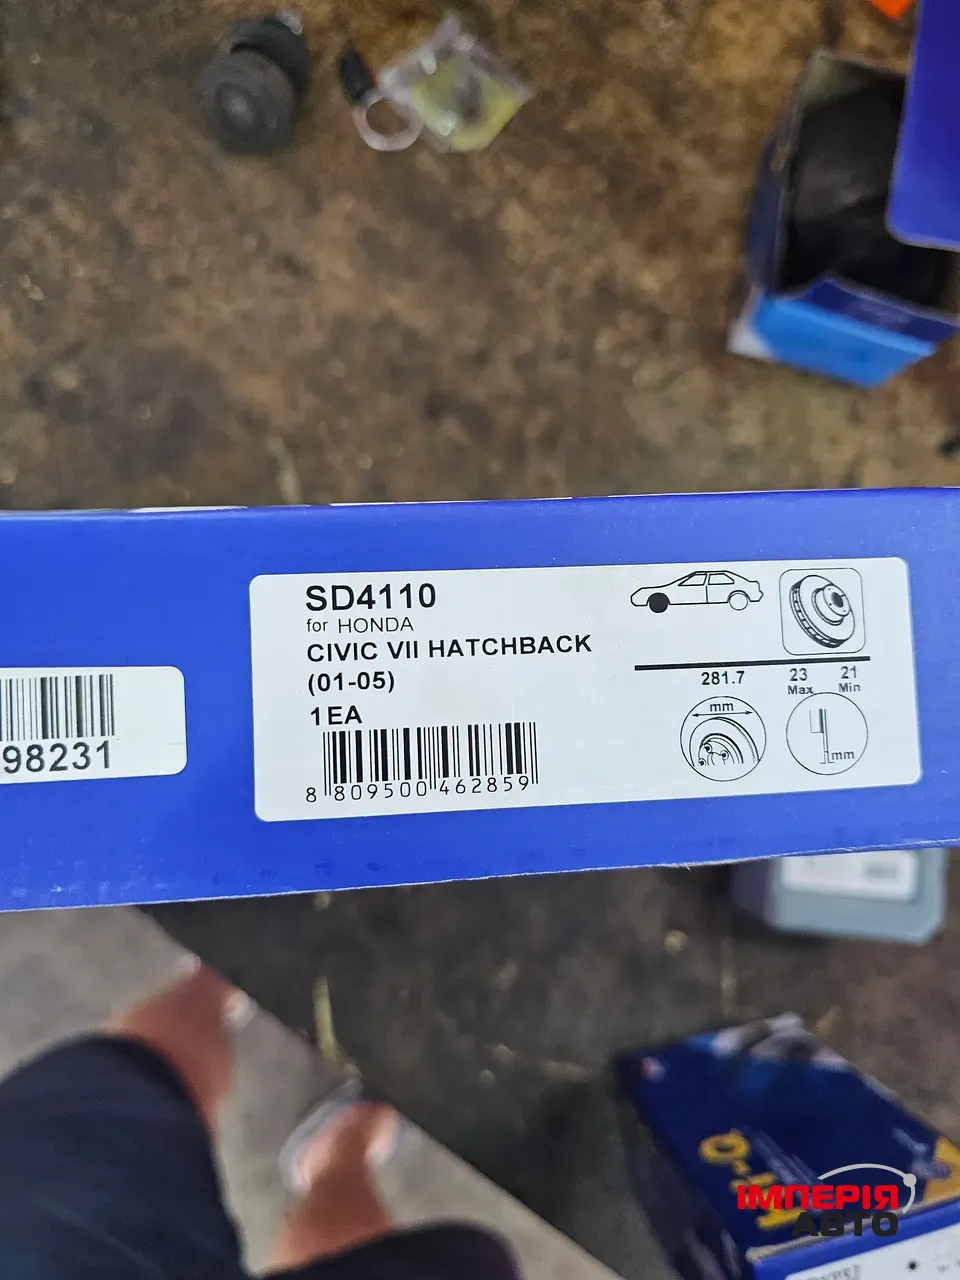 SD4110
for HONDA
CIVIC VII HATCHBACK
(01-05)
1EA
8 809500 462859
281.7
23
Max
21
Min
mm
mm
98231
ІМПЕРІЯ
АВТО